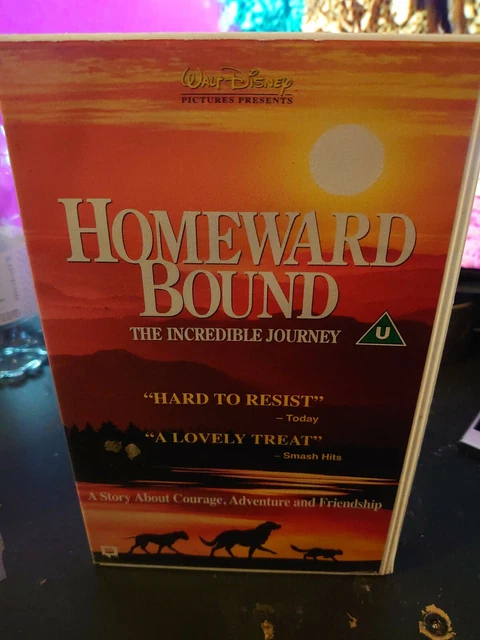 WALT DISNEY
PICTURES PRESENTS
HOMEWARD
BOUND
THE INCREDIBLE JOURNEY
U
“HARD TO RESIST”
– Today
“A LOVELY TREAT”
– Smash Hits
A Story About Courage, Adventure and Friendship